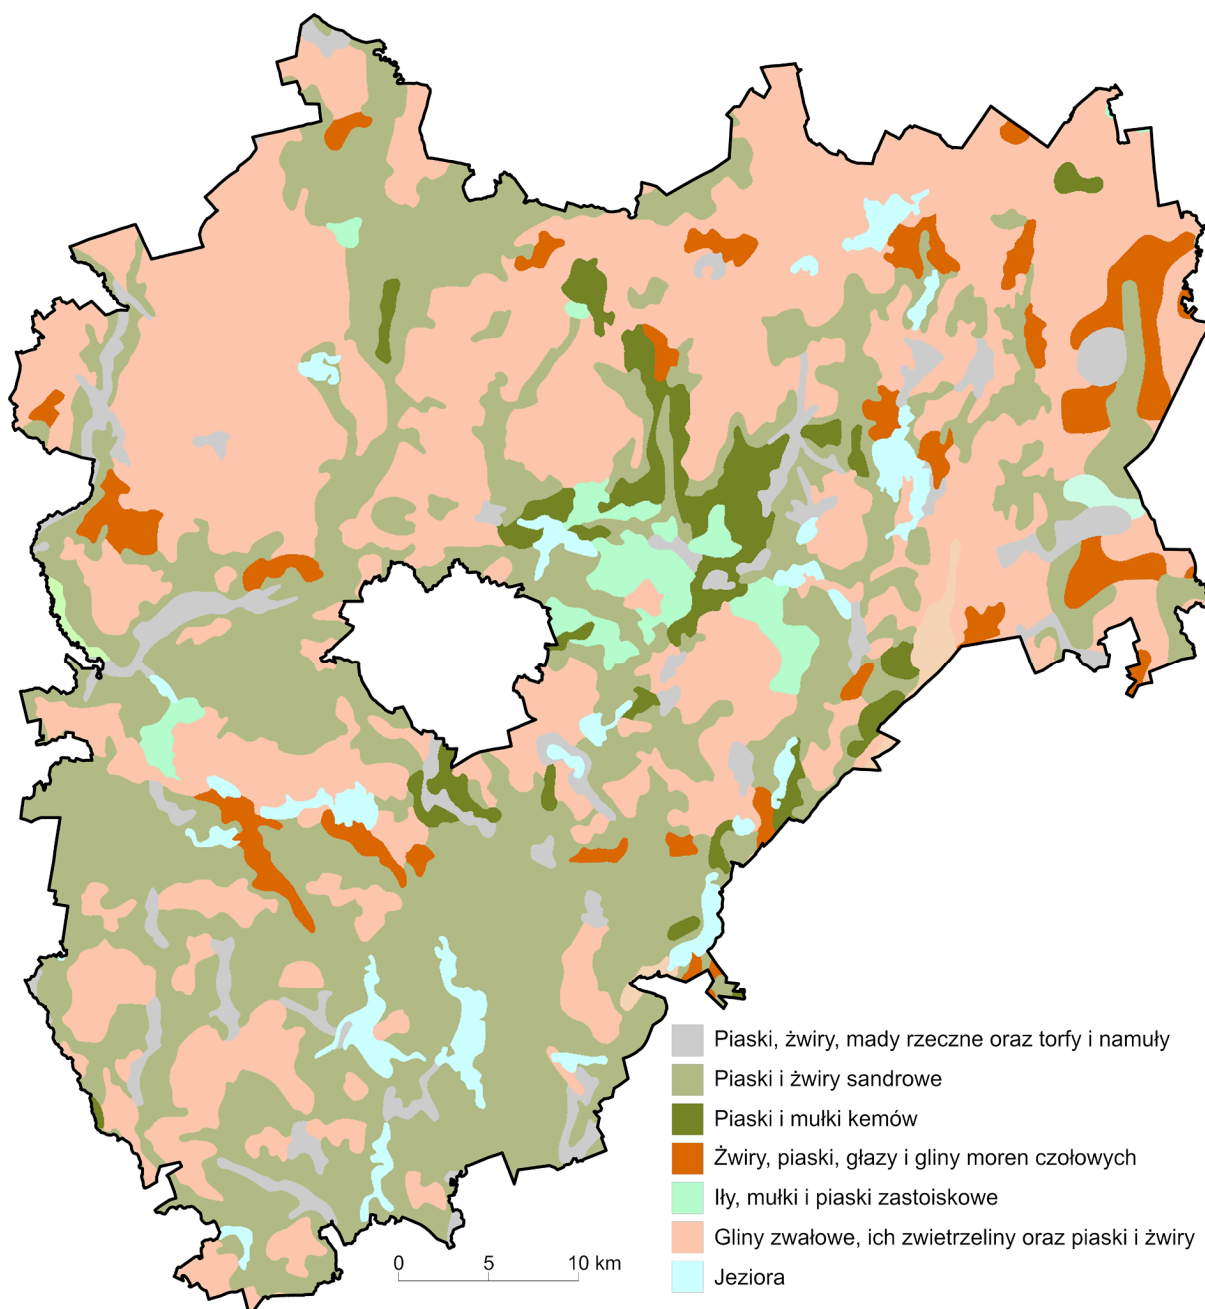 Piaski, żwiry, mady rzeczne oraz torfy i namuły
Piaski i żwiry sandrowe
Piaski i mułki kemów
Żwiry, piaski, głazy i gliny moren czołowych
Iły, mułki i piaski zastoiskowe
Gliny zwałowe, ich zwietrzeliny oraz piaski i żwiry
Jeziora
0 5 10 km